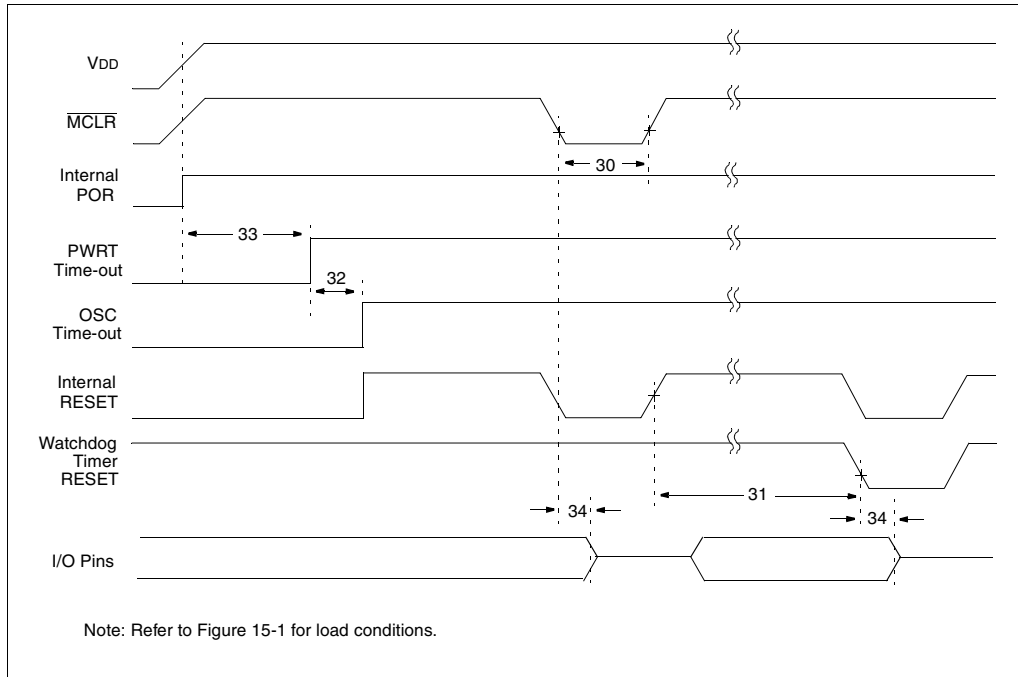 VDD
MCLR
30
Internal
POR
33
PWRT
Time-out
32
OSC
Time-out
Internal
RESET
Watchdog
Timer
RESET
31
34
34
I/O Pins
Note: Refer to Figure 15-1 for load conditions.